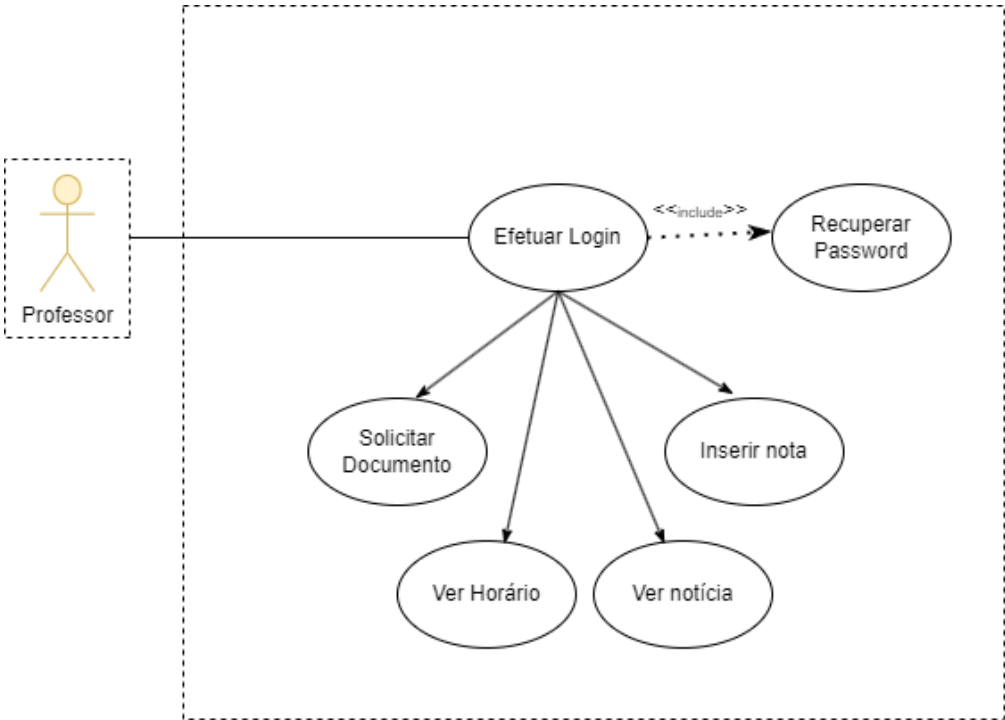 Professor
Efetuar Login
<<include>>
Recuperar
Password
Solicitar
Documento
Inserir nota
Ver Horário
Ver notícia